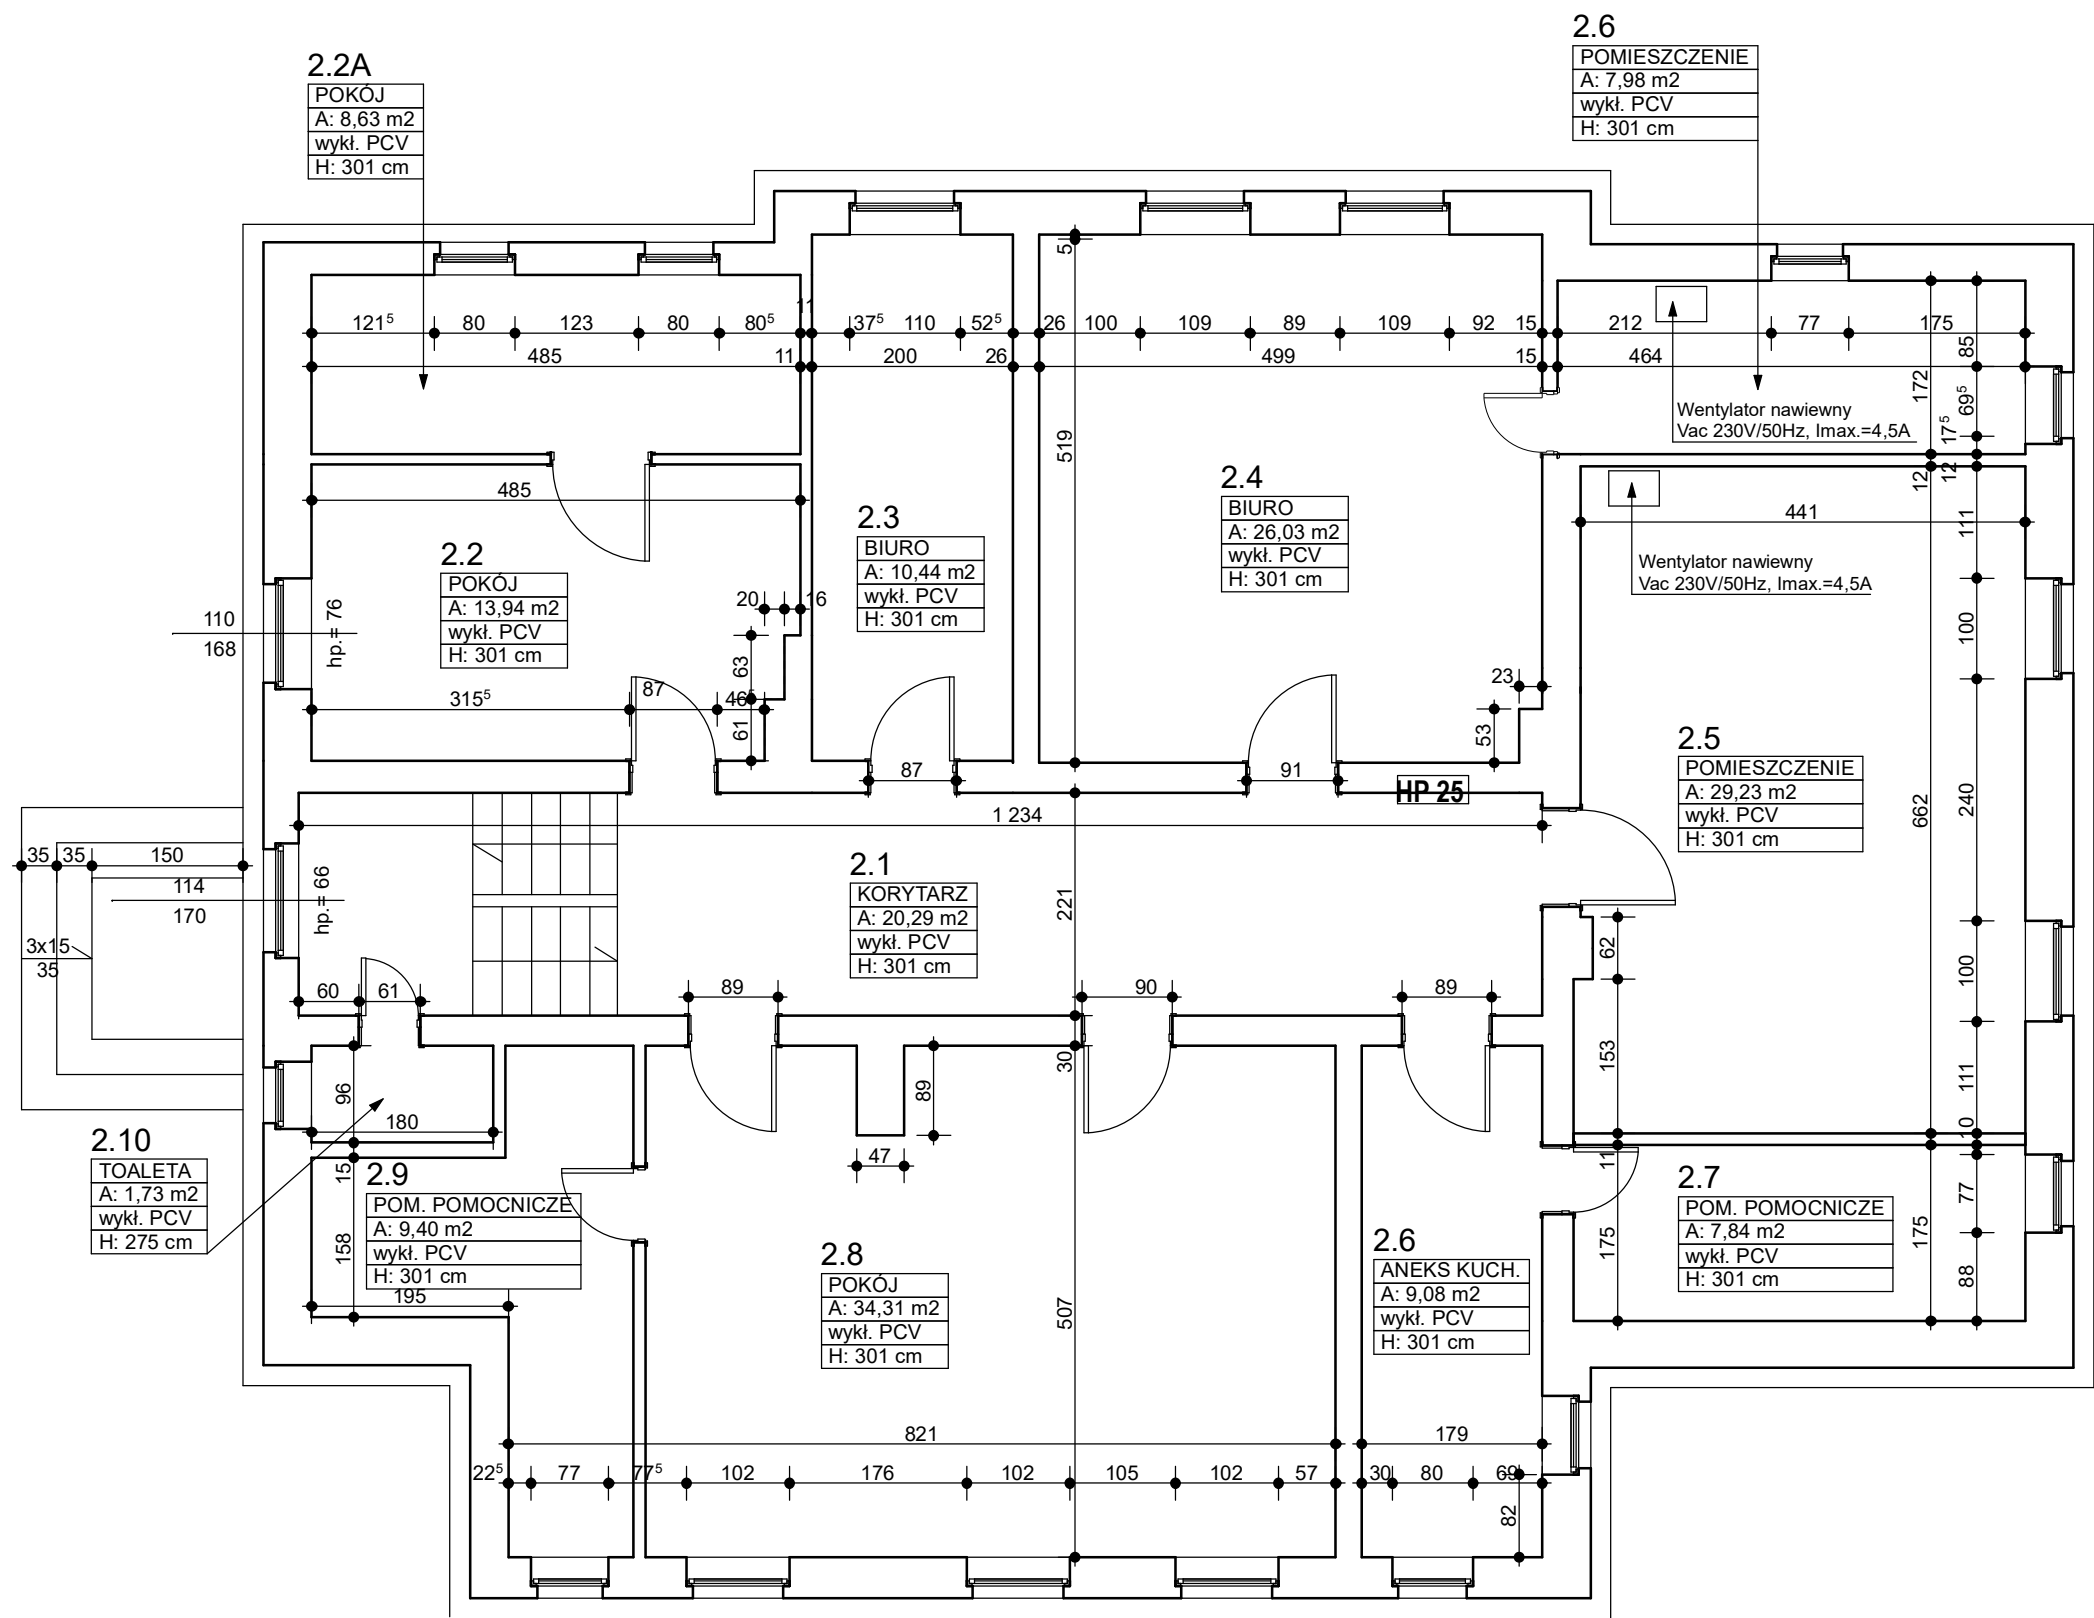 2.6
POMIESZCZENIE
A: 7,98 m2
wykł. PCV
H: 301 cm
2.2A
POKÓJ
A: 8,63 m2
wykł. PCV
H: 301 cm
5
121⁵ 80 123 80 80⁵ 11 37⁵ 110 52⁵ 26 100 109 89 109 92 15 212 77 175
485 11 200 26 499 15 464
85
172
69⁵
17⁵
Wentylator nawiewny
Vac 230V/50Hz, Imax.=4,5A
519
12
12
485
441
111
2.4
BIURO
A: 26,03 m2
wykł. PCV
H: 301 cm
2.3
BIURO
A: 10,44 m2
wykł. PCV
H: 301 cm
2.2
POKÓJ
A: 13,94 m2
wykł. PCV
H: 301 cm
Wentylator nawiewny
Vac 230V/50Hz, Imax.=4,5A
20 16
110
168
hp.= 76
100
63
315⁵ 87 46⁵
61
23
53
2.5
POMIESZCZENIE
A: 29,23 m2
wykł. PCV
H: 301 cm
87
91
HP 25
240
662
1 234
35 35 150
114
170
hp.= 66
2.1
KORYTARZ
A: 20,29 m2
wykł. PCV
H: 301 cm
221
3x15
35
62
100
60 61
89
90
89
30
153
111
96
180
89
47
10
11
2.10
TOALETA
A: 1,73 m2
wykł. PCV
H: 275 cm
15
2.9
POM. POMOCNICZE
A: 9,40 m2
wykł. PCV
H: 301 cm
158
195
2.7
POM. POMOCNICZE
A: 7,84 m2
wykł. PCV
H: 301 cm
77
175
175
88
2.8
POKÓJ
A: 34,31 m2
wykł. PCV
H: 301 cm
2.6
ANEKS KUCH.
A: 9,08 m2
wykł. PCV
H: 301 cm
507
821
179
22⁵ 77 77⁵ 102 176 102 105 102 57 30 80 69
82